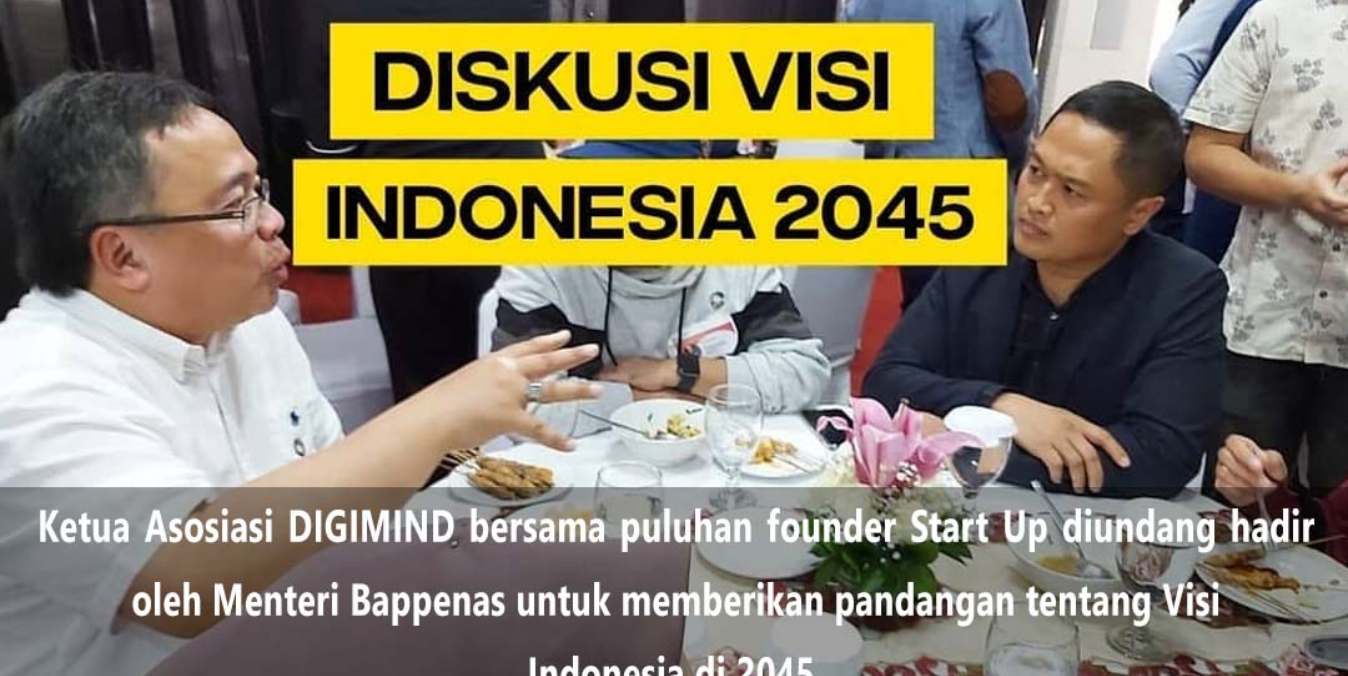 DISKUSI VISI
INDONESIA 2045
Ketua Asosiasi DIGIMIND bersama puluhan founder Start Up diundang hadir
oleh Menteri Bappenas untuk memberikan pandangan tentang Visi
Indonesia di 2045